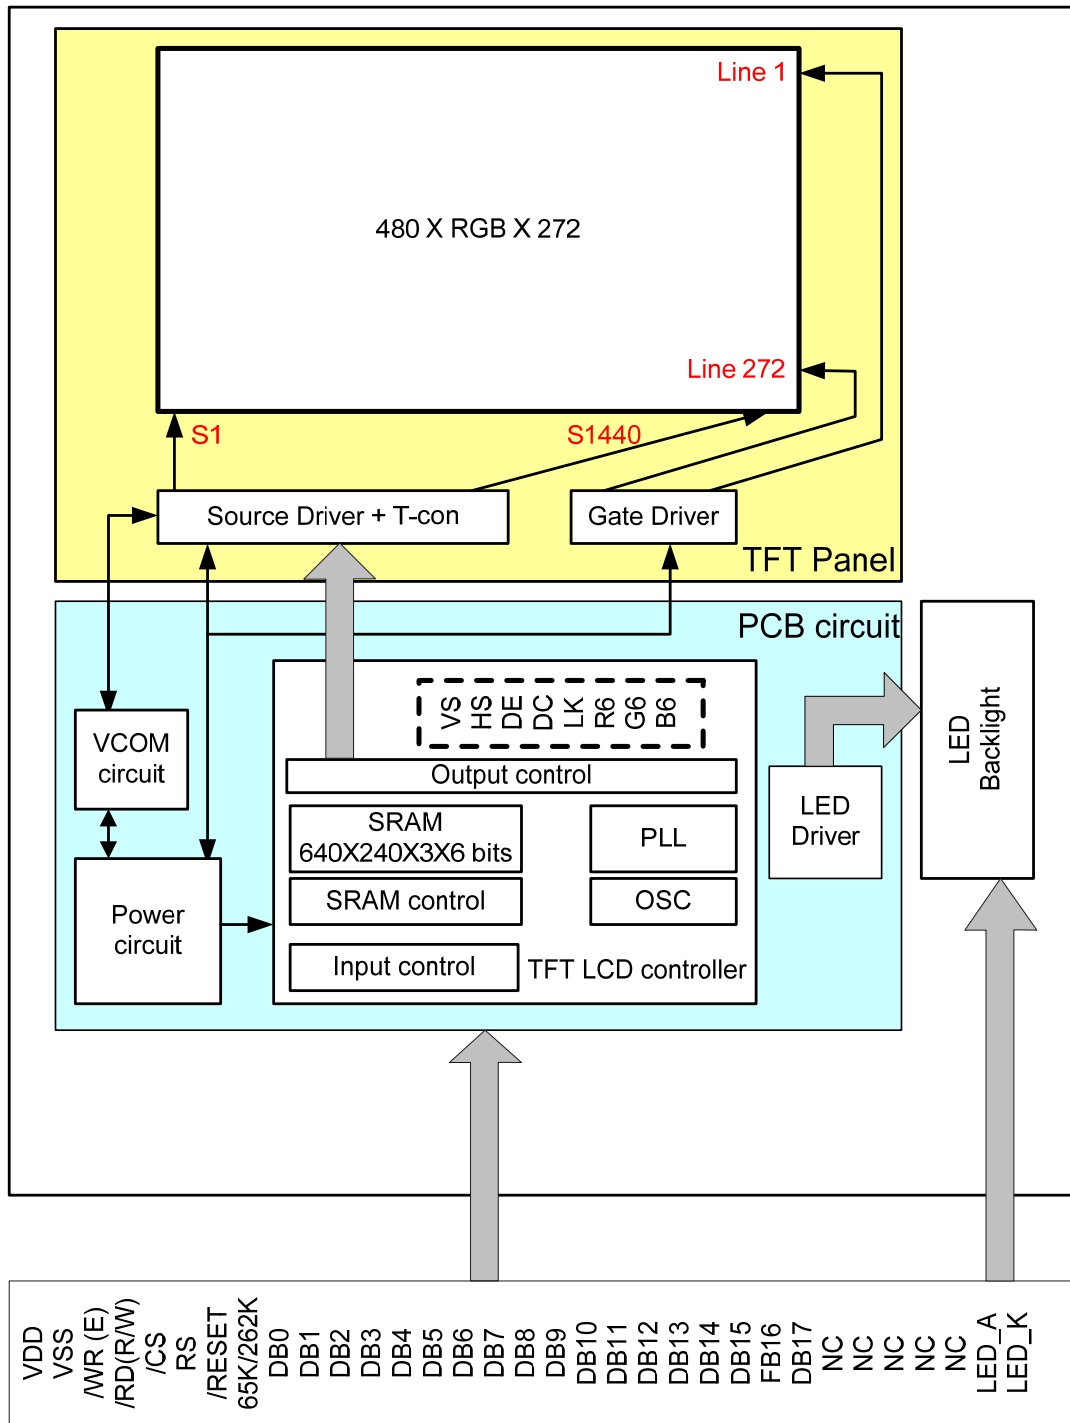 Line 1
480 X RGB X 272
Line 272
S1
S1440
Source Driver + T-con
Gate Driver
TFT Panel
PCB circuit
VS
HS
DE
DC
LK
R6
G6
B6
VCOM
circuit
Output control
LED
Backlight
LED
Driver
SRAM
640X240X3X6 bits
PLL
SRAM control
OSC
Power
circuit
Input control
TFT LCD controller
VDD
VSS
/WR (E)
/RD(R/W)
/CS
RS
/RESET
65K/262K
DB0
DB1
DB2
DB3
DB4
DB5
DB6
DB7
DB8
DB9
DB10
DB11
DB12
DB13
DB14
DB15
FB16
DB17
NC
NC
NC
NC
NC
LED_A
LED_K